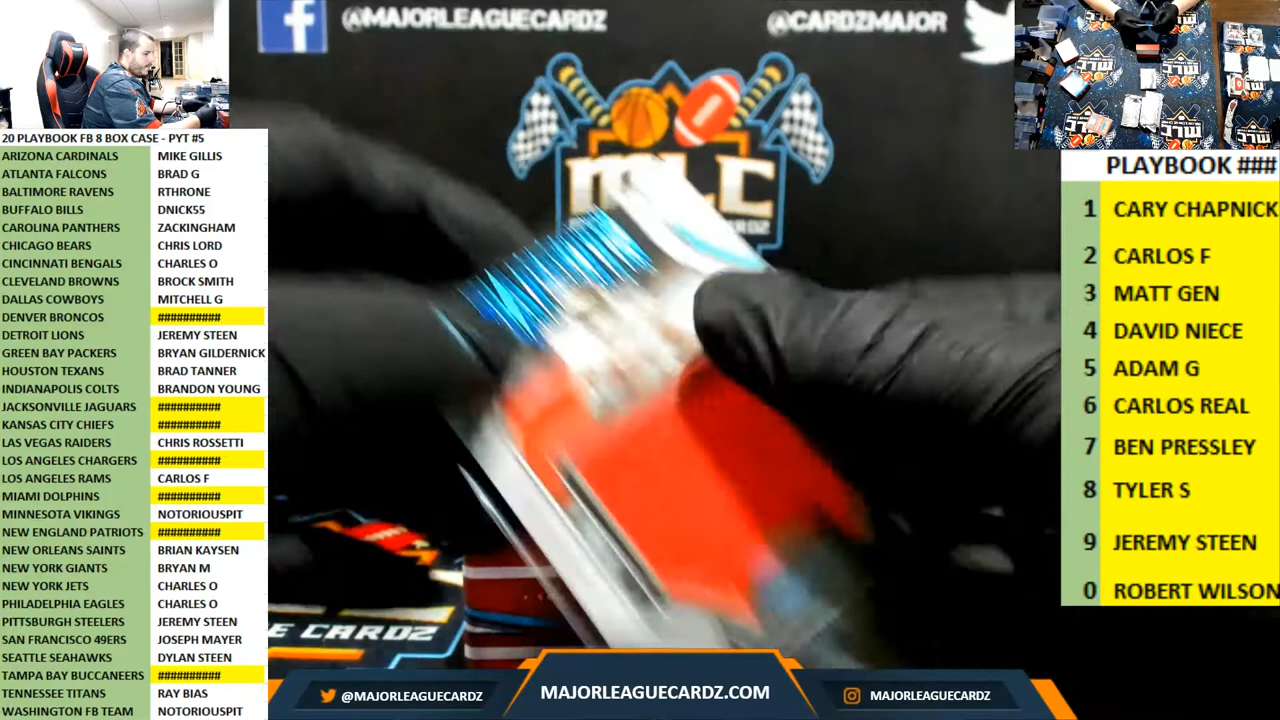 @MAJORLEAGUECARDZ
@CARDZMAJOR
MLC
20 PLAYBOOK FB 8 BOX CASE - PYT #5
ARIZONA CARDINALS MIKE GILLIS
ATLANTA FALCONS BRAD G
BALTIMORE RAVENS RTHRONE
BUFFALO BILLS DNICK55
CAROLINA PANTHERS ZACKINGHAM
CHICAGO BEARS CHRIS LORD
CINCINNATI BENGALS CHARLES O
CLEVELAND BROWNS BROCK SMITH
DALLAS COWBOYS MITCHELL G
DENVER BRONCOS ##########
DETROIT LIONS JEREMY STEEN
GREEN BAY PACKERS BRYAN GILDERNICK
HOUSTON TEXANS BRAD TANNER
INDIANAPOLIS COLTS BRANDON YOUNG
JACKSONVILLE JAGUARS ##########
KANSAS CITY CHIEFS ##########
LAS VEGAS RAIDERS CHRIS ROSSETTI
LOS ANGELES CHARGERS ##########
LOS ANGELES RAMS CARLOS F
MIAMI DOLPHINS ##########
MINNESOTA VIKINGS NOTORIOUSPIT
NEW ENGLAND PATRIOTS ##########
NEW ORLEANS SAINTS BRIAN KAYSEN
NEW YORK GIANTS BRYAN M
NEW YORK JETS CHARLES O
PHILADELPHIA EAGLES CHARLES O
PITTSBURGH STEELERS JEREMY STEEN
SAN FRANCISCO 49ERS JOSEPH MAYER
SEATTLE SEAHAWKS DYLAN STEEN
TAMPA BAY BUCCANEERS ##########
TENNESSEE TITANS RAY BIAS
WASHINGTON FB TEAM NOTORIOUSPIT
PLAYBOOK ###
1 CARY CHAPNICK
2 CARLOS F
3 MATT GEN
4 DAVID NIECE
5 ADAM G
6 CARLOS REAL
7 BEN PRESSLEY
8 TYLER S
9 JEREMY STEEN
0 ROBERT WILSON
E CARDZ
@MAJORLEAGUECARDZ
MAJORLEAGUECARDZ.COM
MAJORLEAGUECARDZ